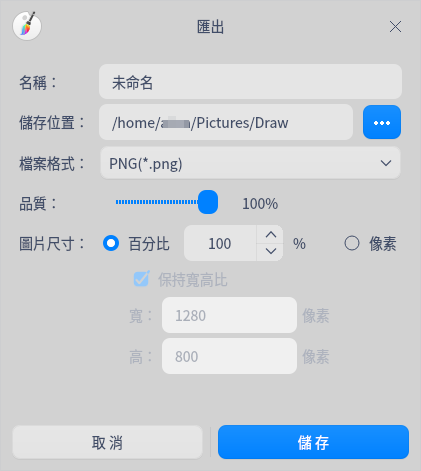 匯出
名稱：
未命名
儲存位置：
/Pictures/Draw
檔案格式：
PNG(*.png)
品質：
100%
圖片尺寸：
百分比
100
%
像素
保持寬高比
寬：
1280
像素
高：
800
像素
取消
儲存